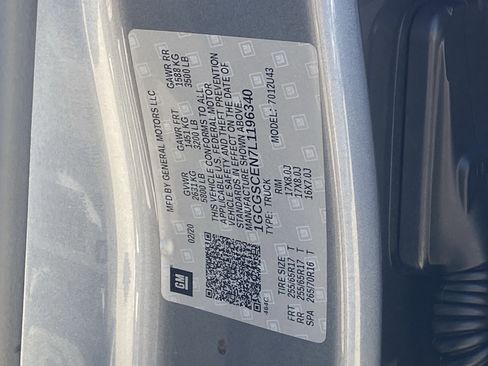 GM
MFD BY GENERAL MOTORS LLC
02/20
GVWR GAWR FRT GAWR RR
2631 KG 1451 KG 1588 KG
5800 LB 3200 LB 3500 LB
THIS VEHICLE CONFORMS TO ALL
APPLICABLE U.S. FEDERAL MOTOR
VEHICLE SAFETY AND THEFT PREVENTION
STANDARDS IN EFFECT ON THE DATE OF
MANUFACTURE SHOWN ABOVE.
1GCGSCEN7L1196340
TYPE: TRUCK MODEL: 7012U43
TIRE SIZE RIM
FRT 255/65R17 T 17X8.0J
RR 255/65R17 T 17X8.0J
SPA 265/70R16 T 16X7.0J